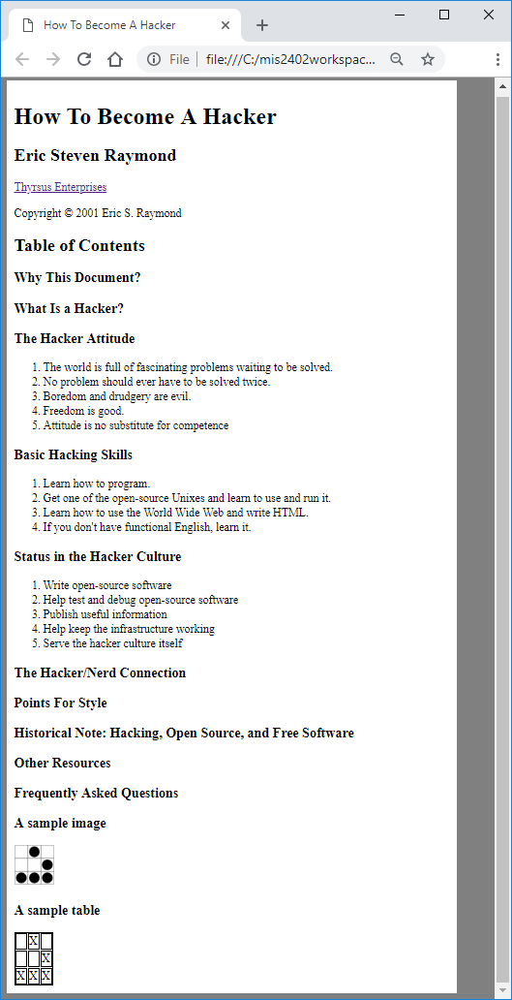 How To Become A Hacker
File
file:///C:/mis2402workspac...
How To Become A Hacker
Eric Steven Raymond
Thyrsus Enterprises
Copyright © 2001 Eric S. Raymond
Table of Contents
Why This Document?
What Is a Hacker?
The Hacker Attitude
1. The world is full of fascinating problems waiting to be solved.
2. No problem should ever have to be solved twice.
3. Boredom and drudgery are evil.
4. Freedom is good.
5. Attitude is no substitute for competence
Basic Hacking Skills
1. Learn how to program.
2. Get one of the open-source Unixes and learn to use and run it.
3. Learn how to use the World Wide Web and write HTML.
4. If you don't have functional English, learn it.
Status in the Hacker Culture
1. Write open-source software
2. Help test and debug open-source software
3. Publish useful information
4. Help keep the infrastructure working
5. Serve the hacker culture itself
The Hacker/Nerd Connection
Points For Style
Historical Note: Hacking, Open Source, and Free Software
Other Resources
Frequently Asked Questions
A sample image
A sample table
X
X
X X X